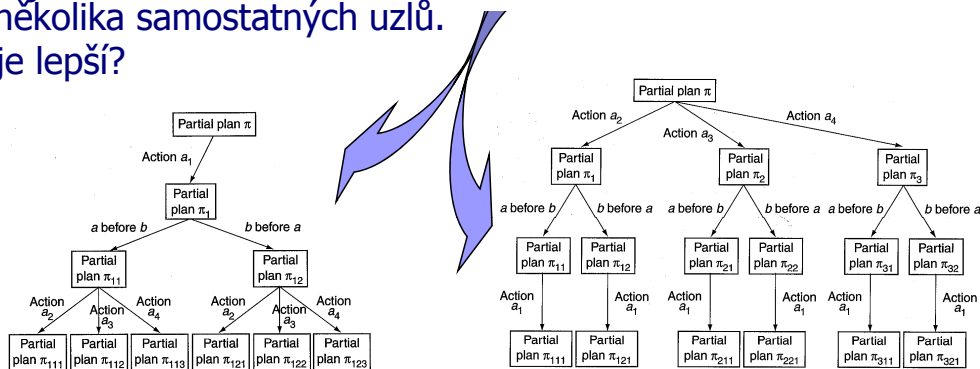 několika samostatných uzlů.
je lepší?
Partial plan π
Action a₁
Partial
plan π₁
a before b
b before a
Partial
plan π₁₁
Partial
plan π₁₂
Action
a₂
Action
a₃
Action
a₄
Action
a₂
Action
a₃
Action
a₄
Partial
plan π₁₁₁
Partial
plan π₁₁₂
Partial
plan π₁₁₃
Partial
plan π₁₂₁
Partial
plan π₁₂₂
Partial
plan π₁₂₃
Partial plan π
Action a₂
Action a₃
Action a₄
Partial
plan π₁
Partial
plan π₂
Partial
plan π₃
a before b
b before a
a before b
b before a
a before b
b before a
Partial
plan π₁₁
Partial
plan π₁₂
Partial
plan π₂₁
Partial
plan π₂₂
Partial
plan π₃₁
Partial
plan π₃₂
Action
a₁
Action
a₁
Action
a₁
Action
a₁
Action
a₁
Action
a₁
Partial
plan π₁₁₁
Partial
plan π₁₂₁
Partial
plan π₂₁₁
Partial
plan π₂₂₁
Partial
plan π₃₁₁
Partial
plan π₃₂₁